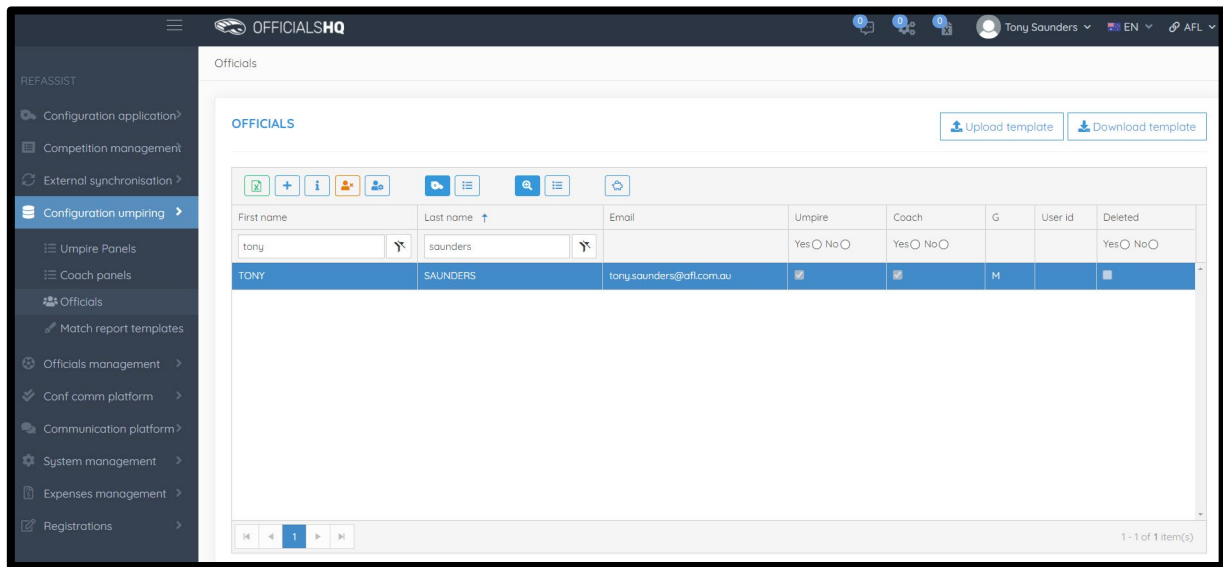 OFFICIALSHQ
0 0 0 Tony Saunders EN AFL
REFASSIST
Configuration application
Competition management
External synchronisation
Configuration umpiring
Umpire Panels
Coach panels
Officials
Match report templates
Officials management
Conf comm platform
Communication platform
System management
Expenses management
Registrations
Officials
OFFICIALS
Upload template Download template
First name Last name Email Umpire Coach G User id Deleted
tony saunders Yes No Yes No Yes No
TONY SAUNDERS tony.saunders@afl.com.au M
1
1 - 1 of 1 item(s)